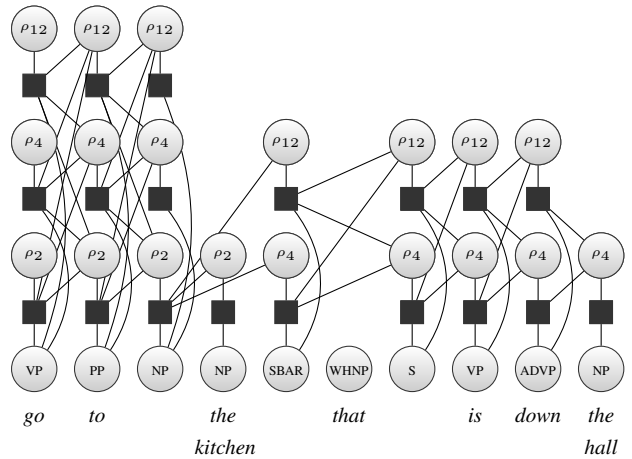 ρ12 ρ12 ρ12
ρ4 ρ4 ρ4 ρ12 ρ12 ρ12 ρ12
ρ2 ρ2 ρ2 ρ2 ρ4 ρ4 ρ4 ρ4 ρ4
VP PP NP NP SBAR WHNP S VP ADVP NP
go to the that is down the
kitchen hall